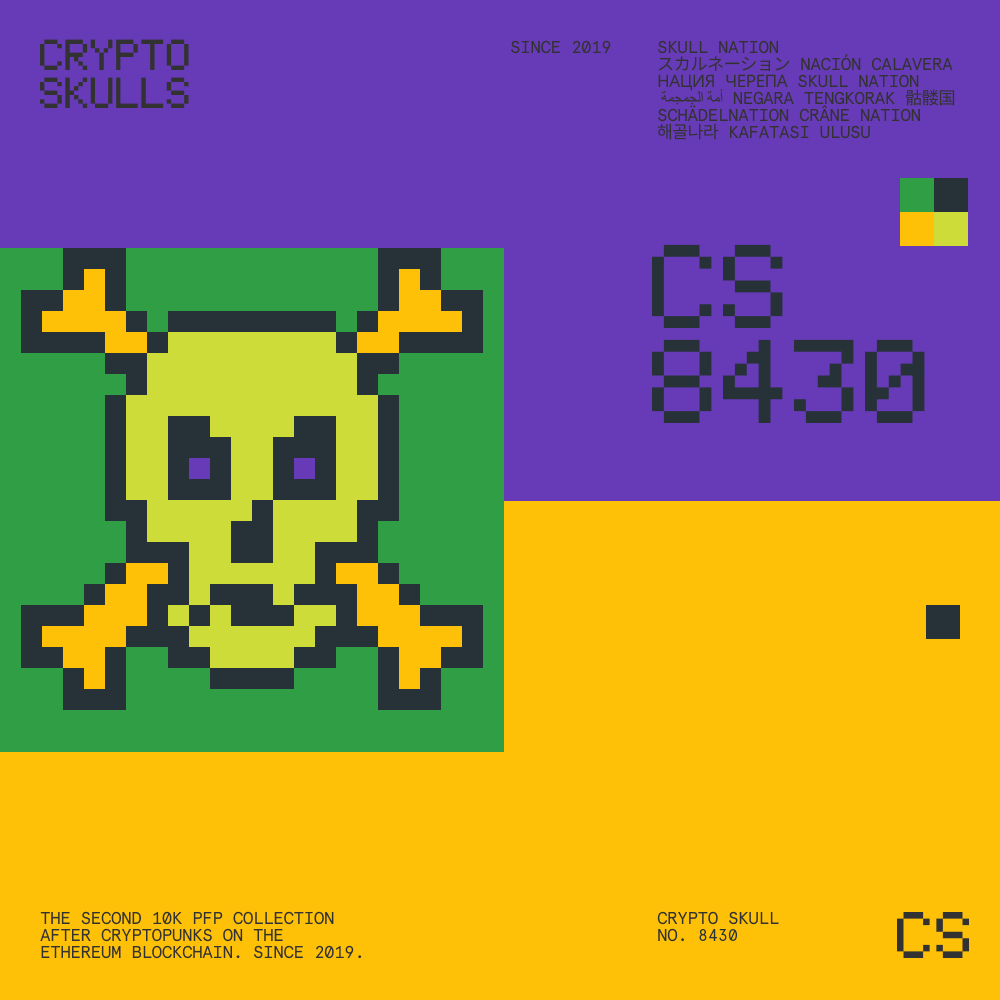 CRYPTO
SKULLS
SINCE 2019
SKULL NATION
スカルネーション NACIÓN CALAVERA
НАЦИЯ ЧЕРЕПА SKULL NATION
أمة الجمجمة NEGARA TENGKORAK 骷髅国
SCHÄDELNATION CRÂNE NATION
해골나라 KAFATASI ULUSU
CS
8430
THE SECOND 10K PFP COLLECTION
AFTER CRYPTOPUNKS ON THE
ETHEREUM BLOCKCHAIN. SINCE 2019.
CRYPTO SKULL
NO. 8430
CS